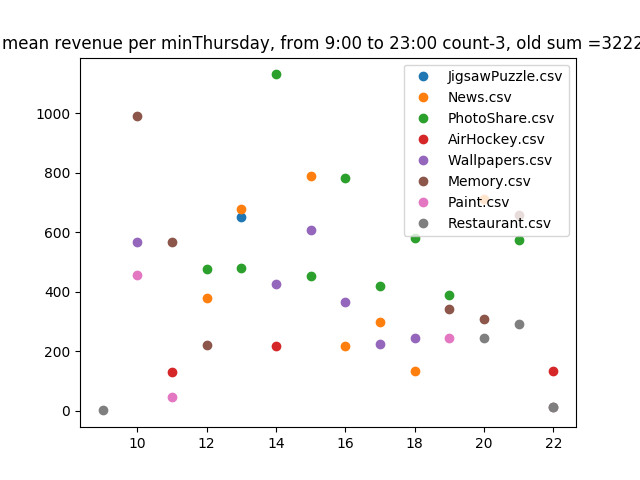 mean revenue per minThursday, from 9:00 to 23:00 count-3, old sum =3222
1000
800
600
400
200
0
10 12 14 16 18 20 22
JigsawPuzzle.csv
News.csv
PhotoShare.csv
AirHockey.csv
Wallpapers.csv
Memory.csv
Paint.csv
Restaurant.csv